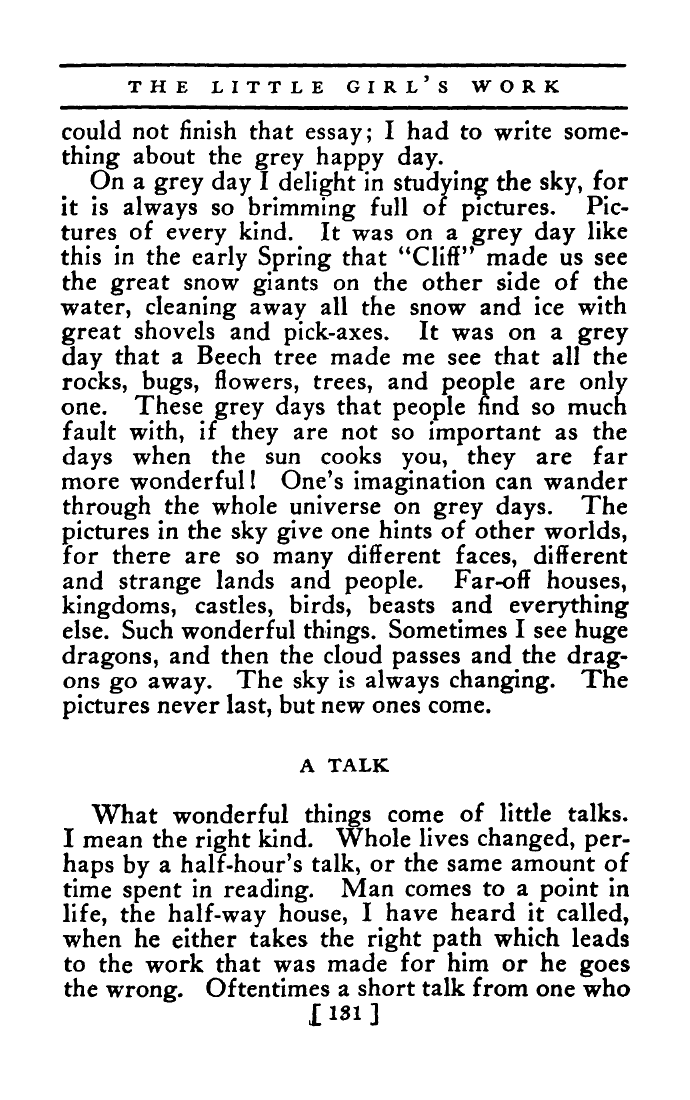 THE LITTLE GIRL'S WORK
could not finish that essay; I had to write some-
thing about the grey happy day.
On a grey day I delight in studying the sky, for
it is always so brimming full of pictures. Pic-
tures of every kind. It was on a grey day like
this in the early Spring that “Cliff” made us see
the great snow giants on the other side of the
water, cleaning away all the snow and ice with
great shovels and pick-axes. It was on a grey
day that a Beech tree made me see that all the
rocks, bugs, flowers, trees, and people are only
one. These grey days that people find so much
fault with, if they are not so important as the
days when the sun cooks you, they are far
more wonderful! One's imagination can wander
through the whole universe on grey days. The
pictures in the sky give one hints of other worlds,
for there are so many different faces, different
and strange lands and people. Far-off houses,
kingdoms, castles, birds, beasts and everything
else. Such wonderful things. Sometimes I see huge
dragons, and then the cloud passes and the drag-
ons go away. The sky is always changing. The
pictures never last, but new ones come.
A TALK
What wonderful things come of little talks.
I mean the right kind. Whole lives changed, per-
haps by a half-hour's talk, or the same amount of
time spent in reading. Man comes to a point in
life, the half-way house, I have heard it called,
when he either takes the right path which leads
to the work that was made for him or he goes
the wrong. Oftentimes a short talk from one who
[ 131 ]